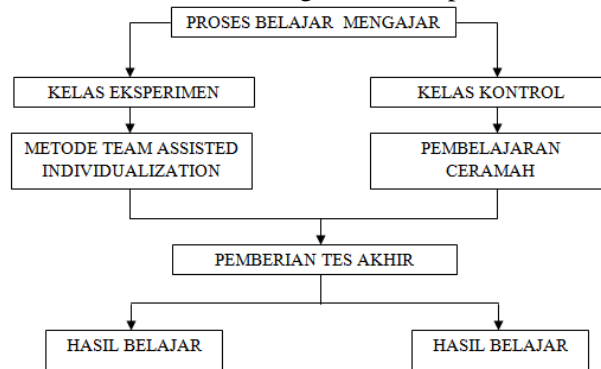 PROSES BELAJAR MENGAJAR
KELAS EKSPERIMEN
KELAS KONTROL
METODE TEAM ASSISTED
INDIVIDUALIZATION
PEMBELAJARAN
CERAMAH
PEMBERIAN TES AKHIR
HASIL BELAJAR
HASIL BELAJAR